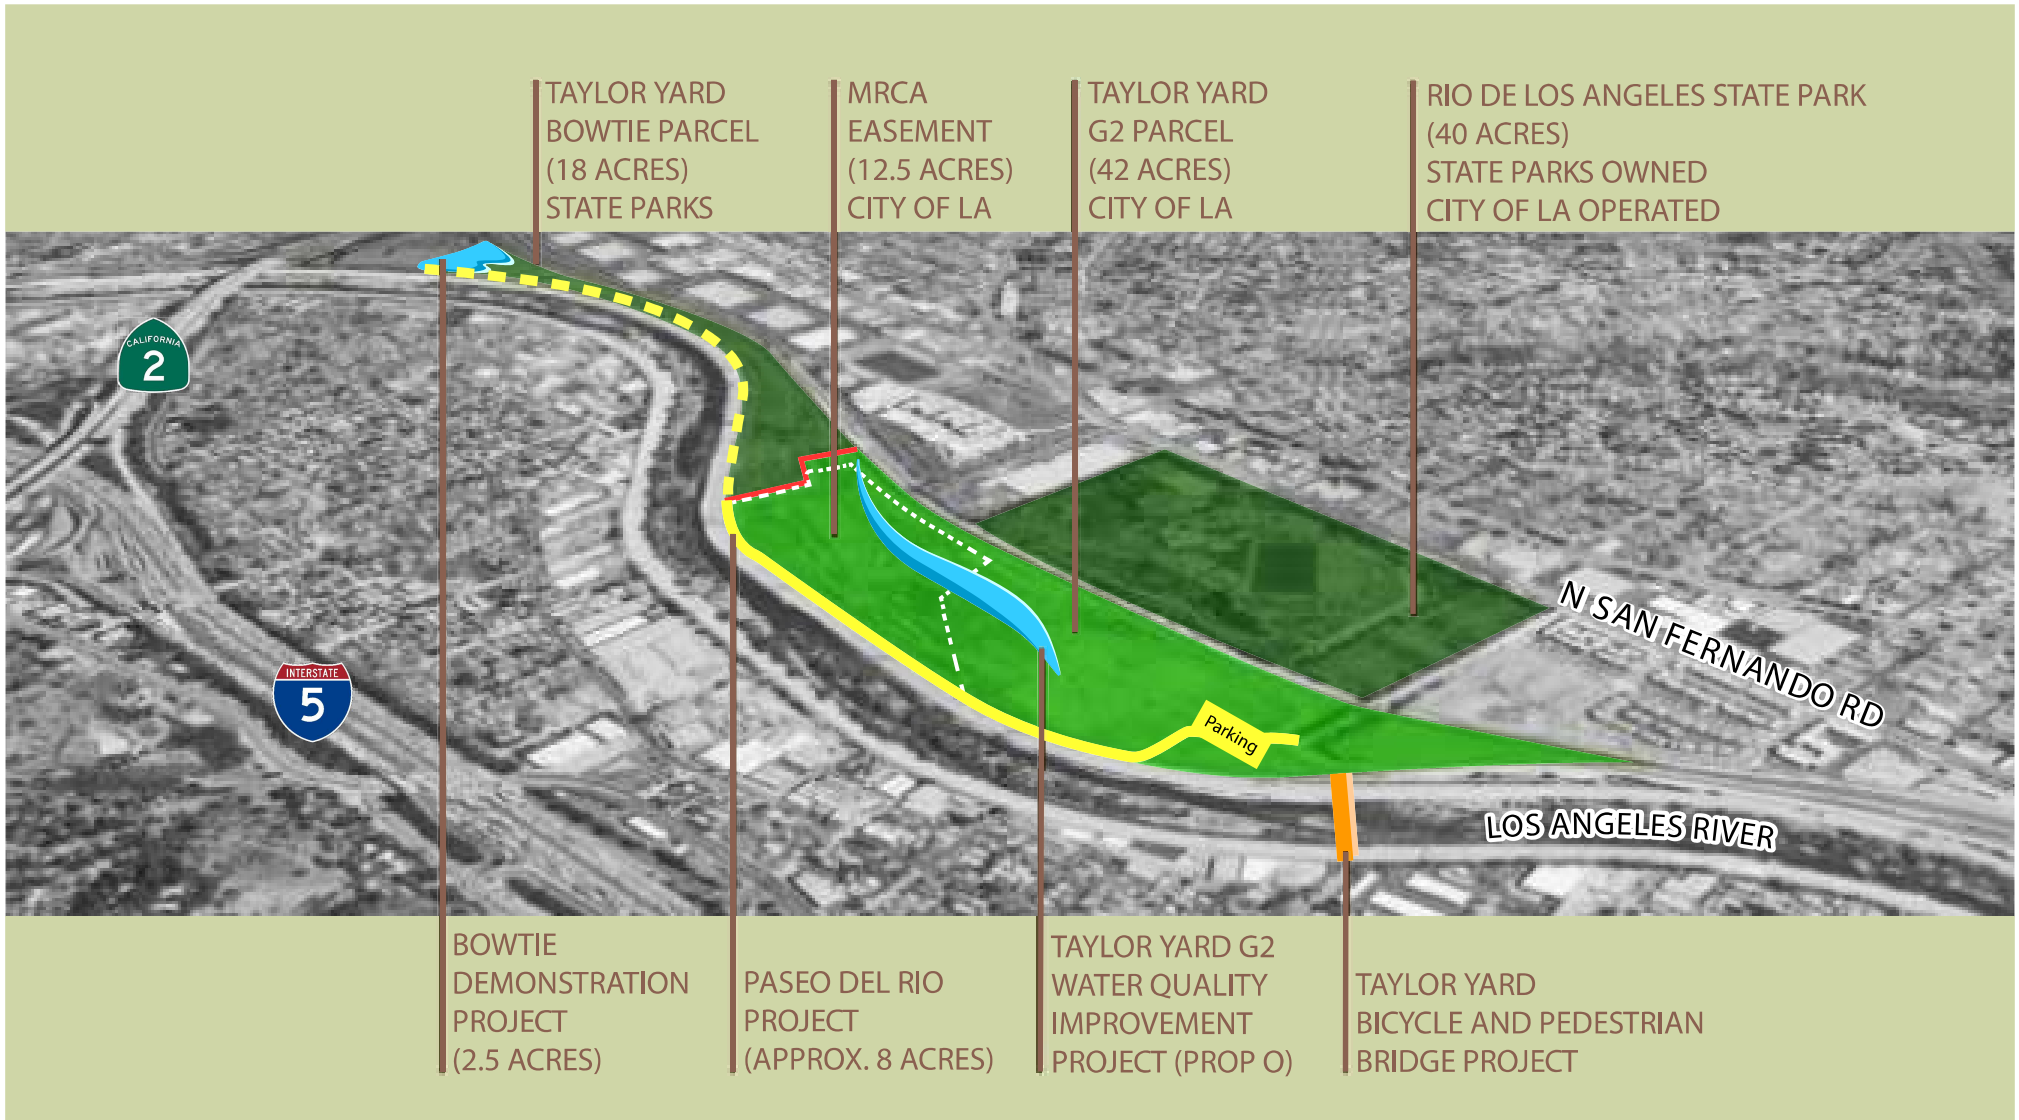 TAYLOR YARD
BOWTIE PARCEL
(18 ACRES)
STATE PARKS
MRCA
EASEMENT
(12.5 ACRES)
CITY OF LA
TAYLOR YARD
G2 PARCEL
(42 ACRES)
CITY OF LA
RIO DE LOS ANGELES STATE PARK
(40 ACRES)
STATE PARKS OWNED
CITY OF LA OPERATED
CALIFORNIA
2
INTERSTATE
5
N SAN FERNANDO RD
Parking
LOS ANGELES RIVER
BOWTIE
DEMONSTRATION
PROJECT
(2.5 ACRES)
PASEO DEL RIO
PROJECT
(APPROX. 8 ACRES)
TAYLOR YARD G2
WATER QUALITY
IMPROVEMENT
PROJECT (PROP O)
TAYLOR YARD
BICYCLE AND PEDESTRIAN
BRIDGE PROJECT